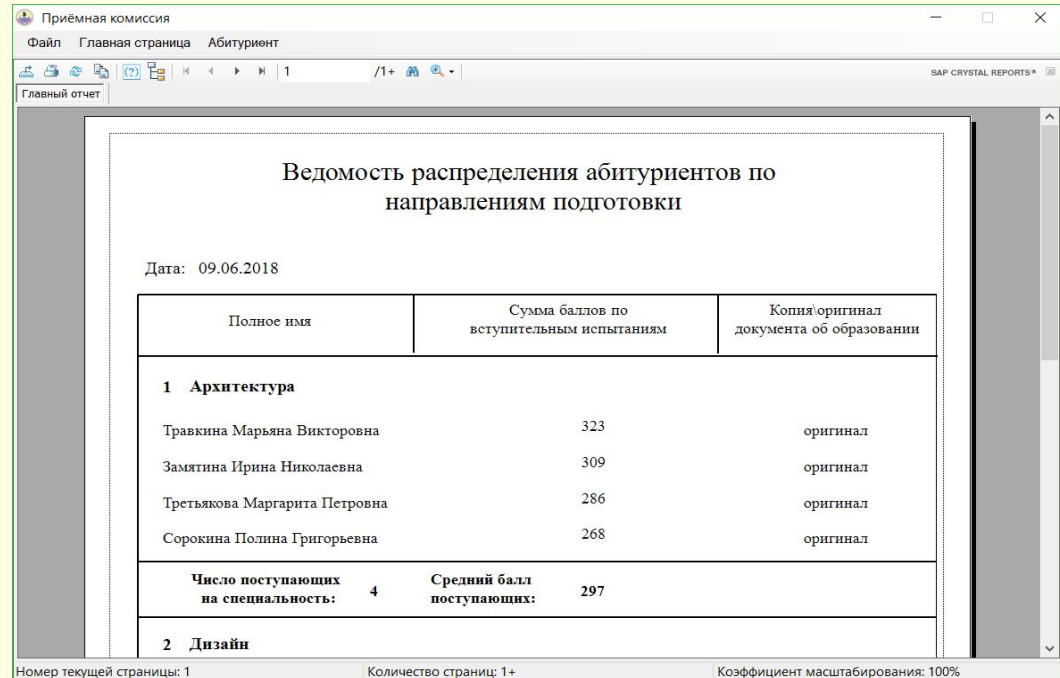 Приёмная комиссия
Файл Главная страница Абитуриент
1 /1+ SAP CRYSTAL REPORTS®
Главный отчет
Ведомость распределения абитуриентов по
направлениям подготовки
Дата: 09.06.2018
Полное имя
Сумма баллов по
вступительным испытаниям
Копия\оригинал
документа об образовании
1 Архитектура
Травкина Марьяна Викторовна 323 оригинал
Замятина Ирина Николаевна 309 оригинал
Третьякова Маргарита Петровна 286 оригинал
Сорокина Полина Григорьевна 268 оригинал
Число поступающих
на специальность: 4
Средний балл
поступающих: 297
2 Дизайн
Номер текущей страницы: 1 Количество страниц: 1+ Коэффициент масштабирования: 100%